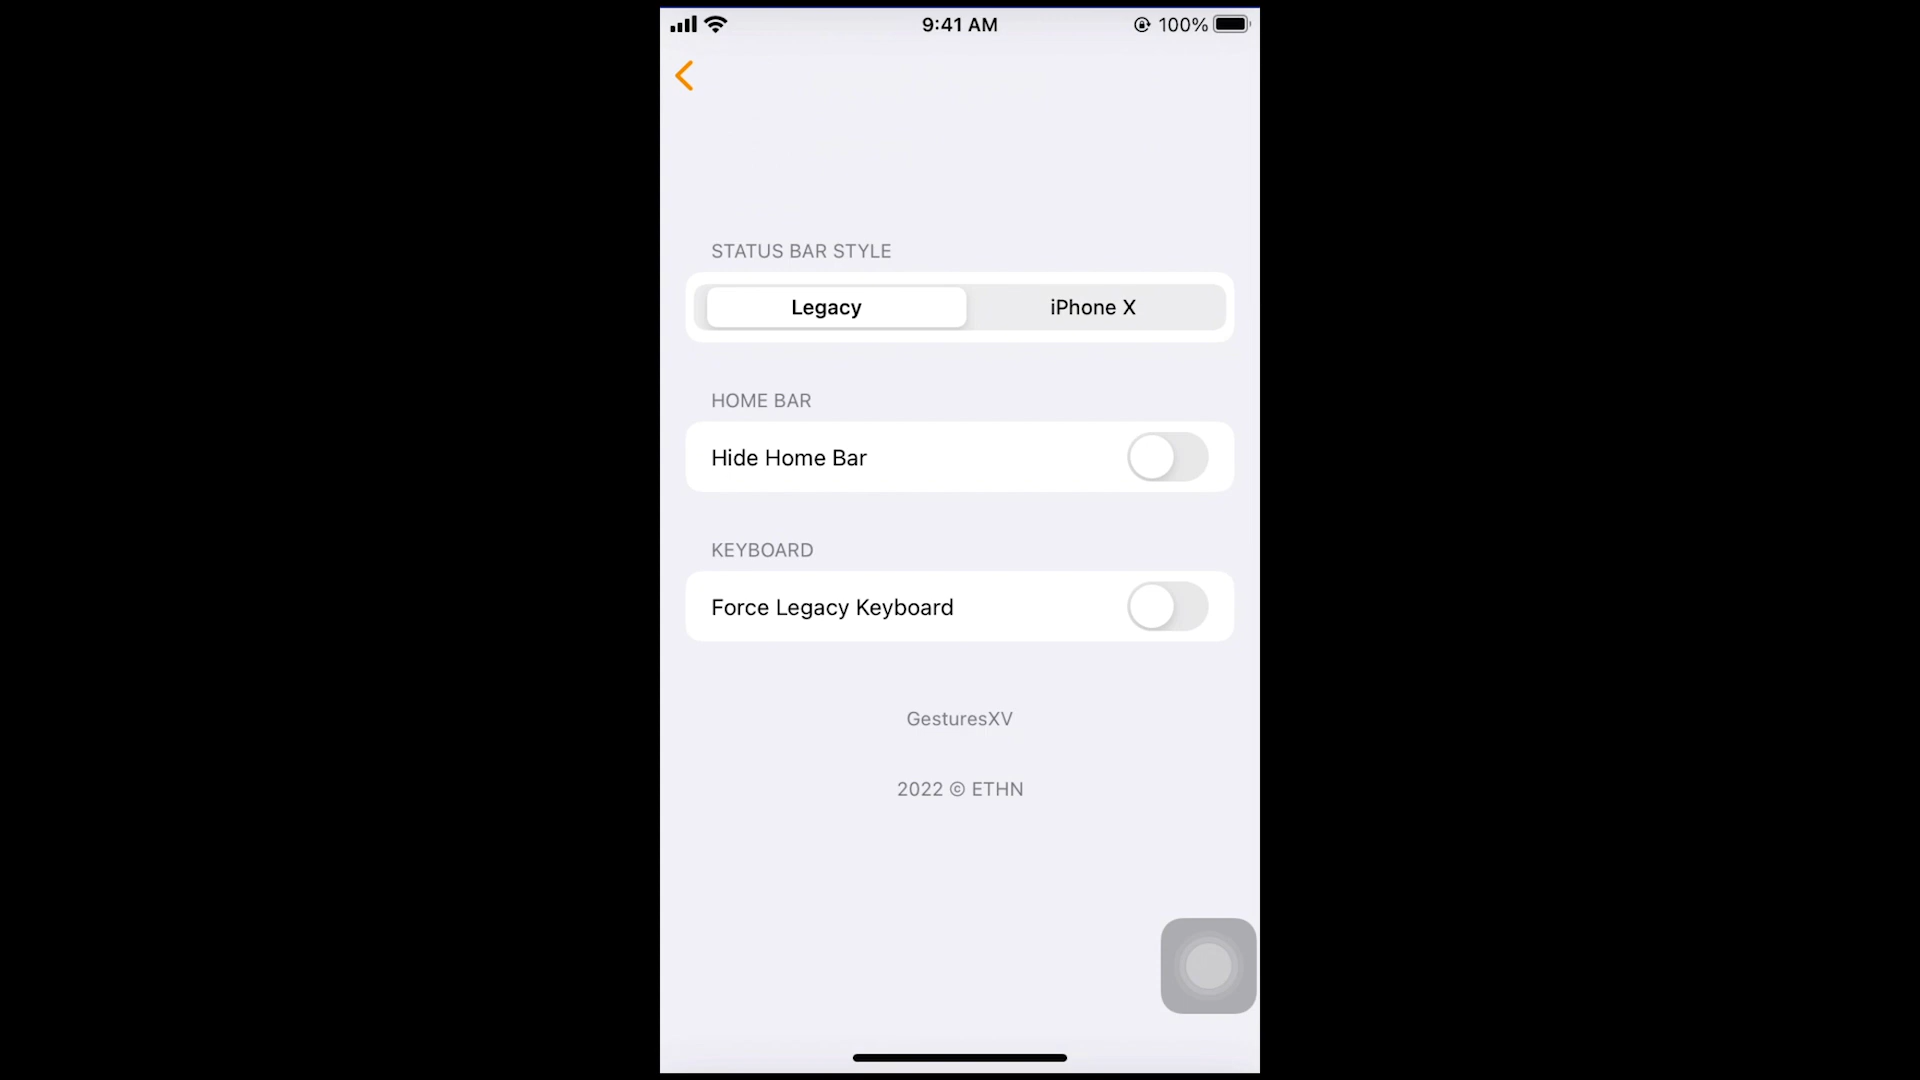 9:41 AM
100%
STATUS BAR STYLE
Legacy
iPhone X
HOME BAR
Hide Home Bar
KEYBOARD
Force Legacy Keyboard
GesturesXV
2022 © ETHN